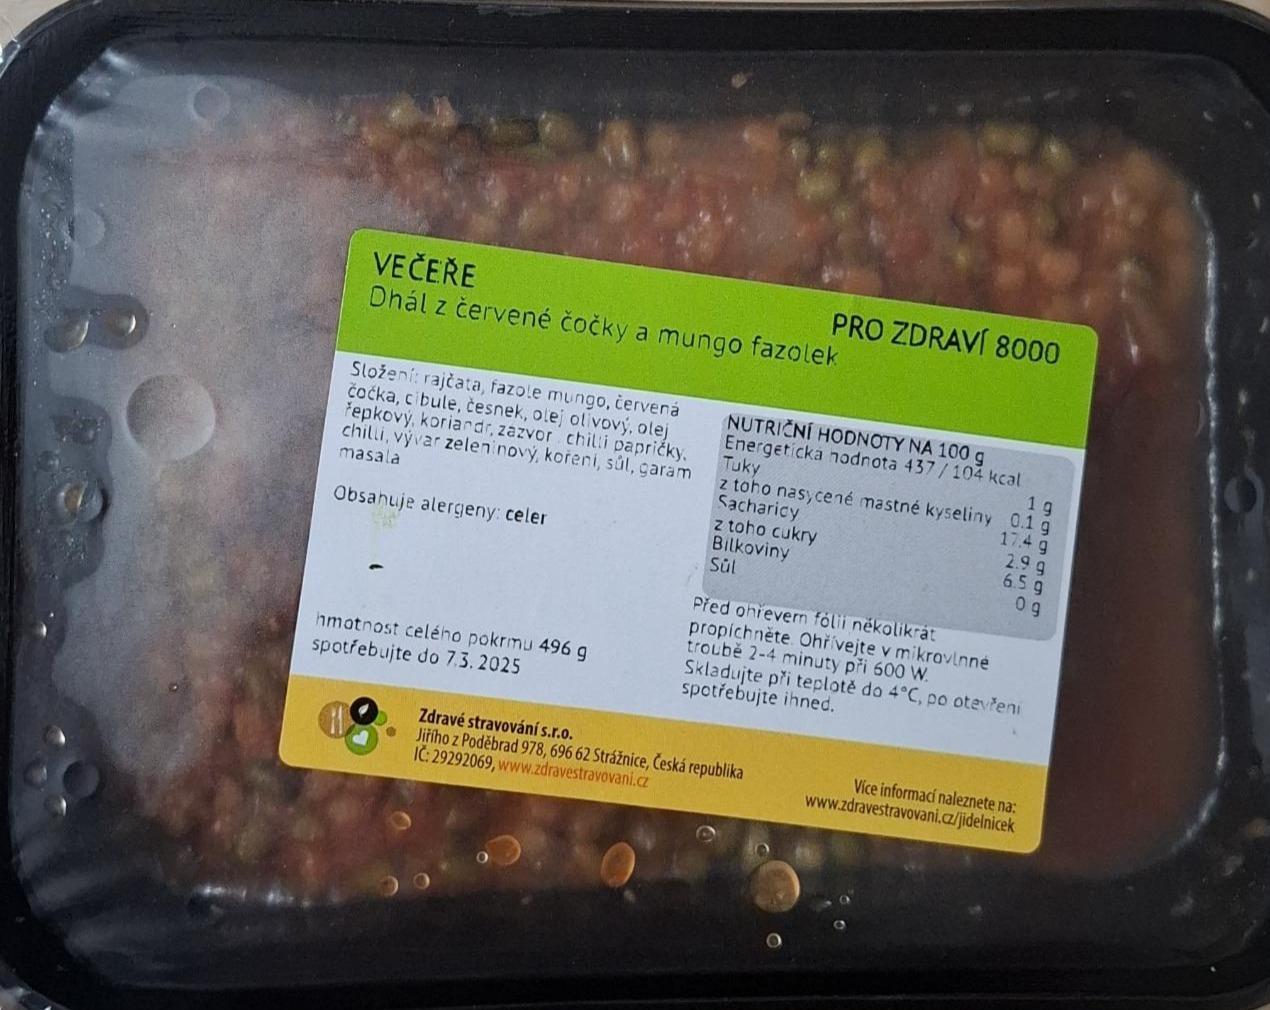 VEČEŘE
Dhál z červené čočky a mungo fazolek
PRO ZDRAVÍ 8000
Složení: rajčata, fazole mungo, červená
čočka, cibule, česnek, olej olivový, olej
řepkový, koriandr, zázvor, chilli papričky,
chilli, vývar zeleninový, koření, sůl, garam
masala
Obsahuje alergeny: celer
hmotnost celého pokrmu 496 g
spotřebujte do 7.3. 2025
NUTRIČNÍ HODNOTY NA 100 g
Energetická hodnota 437 / 104 kcal
Tuky 1 g
z toho nasycené mastné kyseliny 0.1 g
Sacharidy 17.4 g
z toho cukry 2.9 g
Bílkoviny 6.5 g
Sůl 0 g
Před ohřevem fólii několikrát
propíchněte. Ohřívejte v mikrovlnné
troubě 2-4 minuty při 600 W.
Skladujte při teplotě do 4°C, po otevření
spotřebujte ihned.
Zdravé stravování s.r.o.
Jiřího z Poděbrad 978, 696 62 Strážnice, Česká republika
IČ: 29292069, www.zdravestravovani.cz
Více informací naleznete na:
www.zdravestravovani.cz/jidelnicek